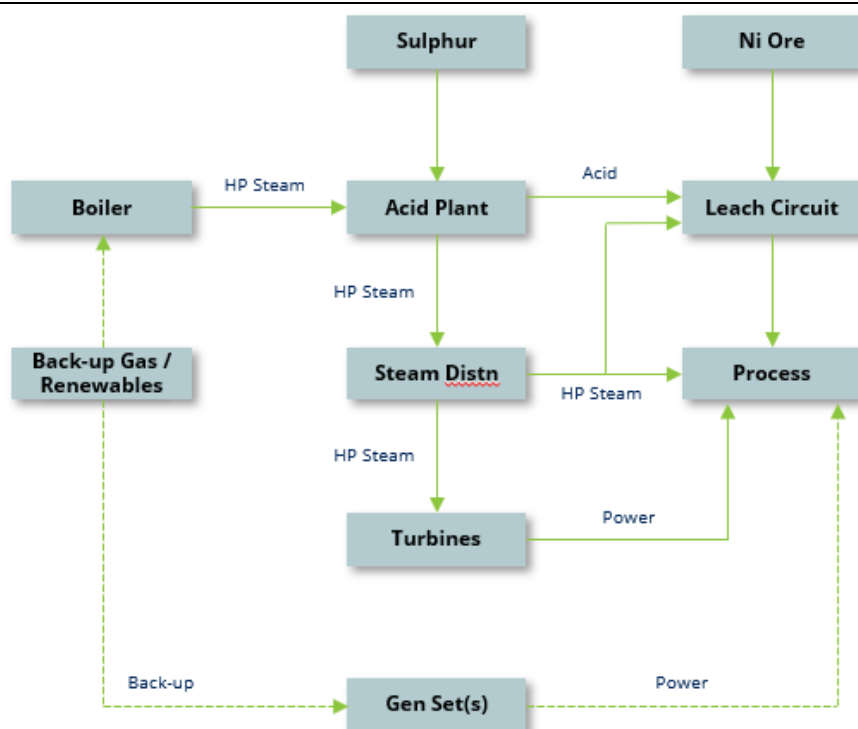 Sulphur
Ni Ore
HP Steam
Acid
Boiler
Acid Plant
Leach Circuit
HP Steam
Back-up Gas /
Renewables
Steam Distn
Process
HP Steam
HP Steam
Power
Turbines
Back-up
Power
Gen Set(s)